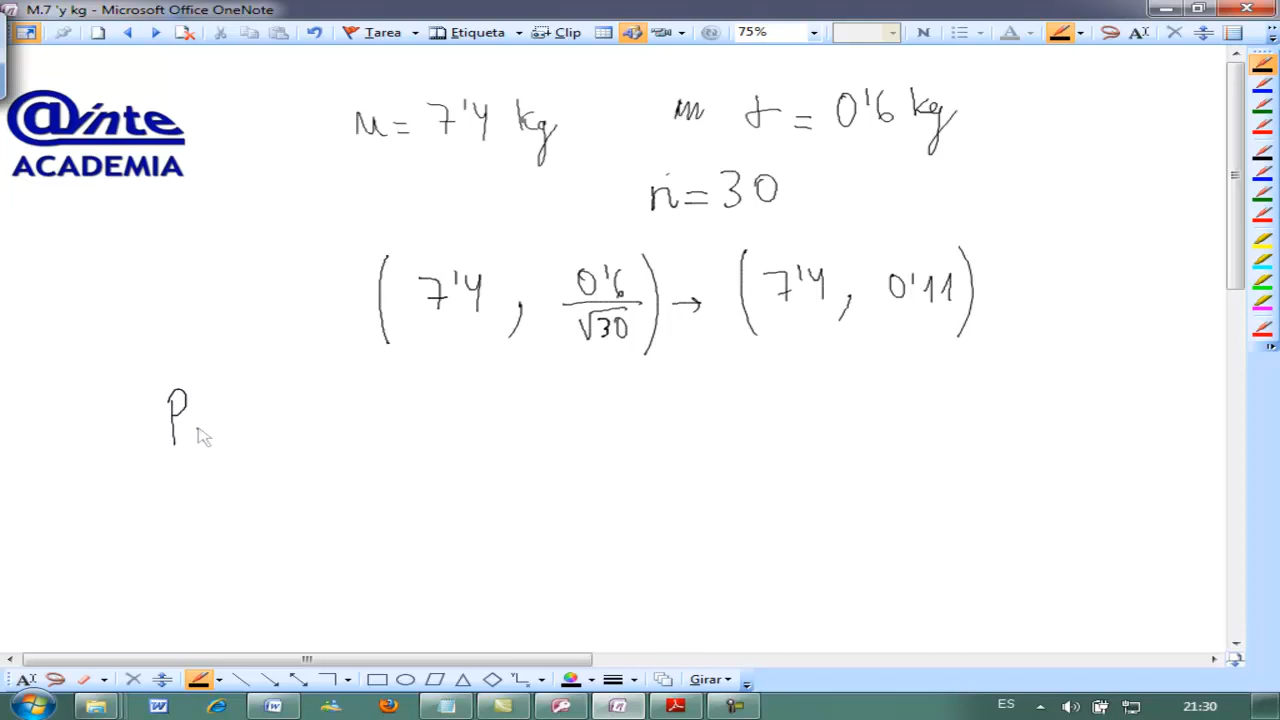 M.7 'y kg - Microsoft Office OneNote
Tarea Etiqueta Clip 75% N A
@inte
ACADEMIA
μ = 7'4 kg m σ = 0'6 kg
n = 30
( 7'4 , 0'6 / √30 ) → ( 7'4 , 0'11 )
P
Girar
ES 21:30